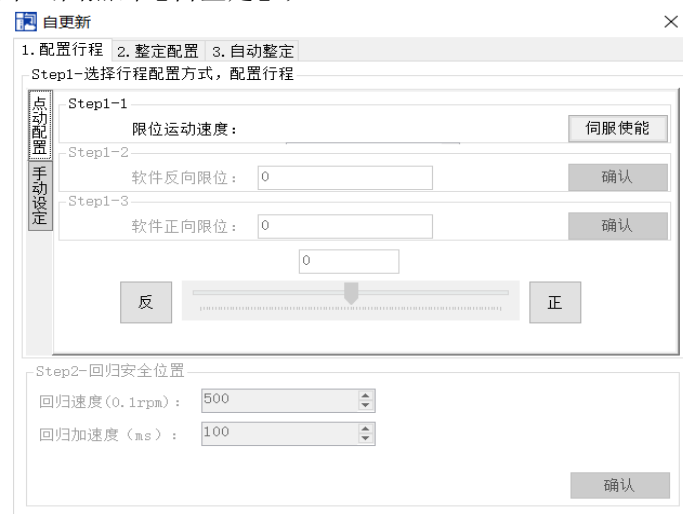 自更新
1.配置行程 2.整定配置 3.自动整定
Step1-选择行程配置方式，配置行程
点动配置
手动设定
Step1-1
限位运动速度：
伺服使能
Step1-2
软件反向限位： 0 确认
Step1-3
软件正向限位： 0 确认
0
反 正
Step2-回归安全位置
回归速度(0.1rpm)： 500
回归加速度（ms）： 100
确认